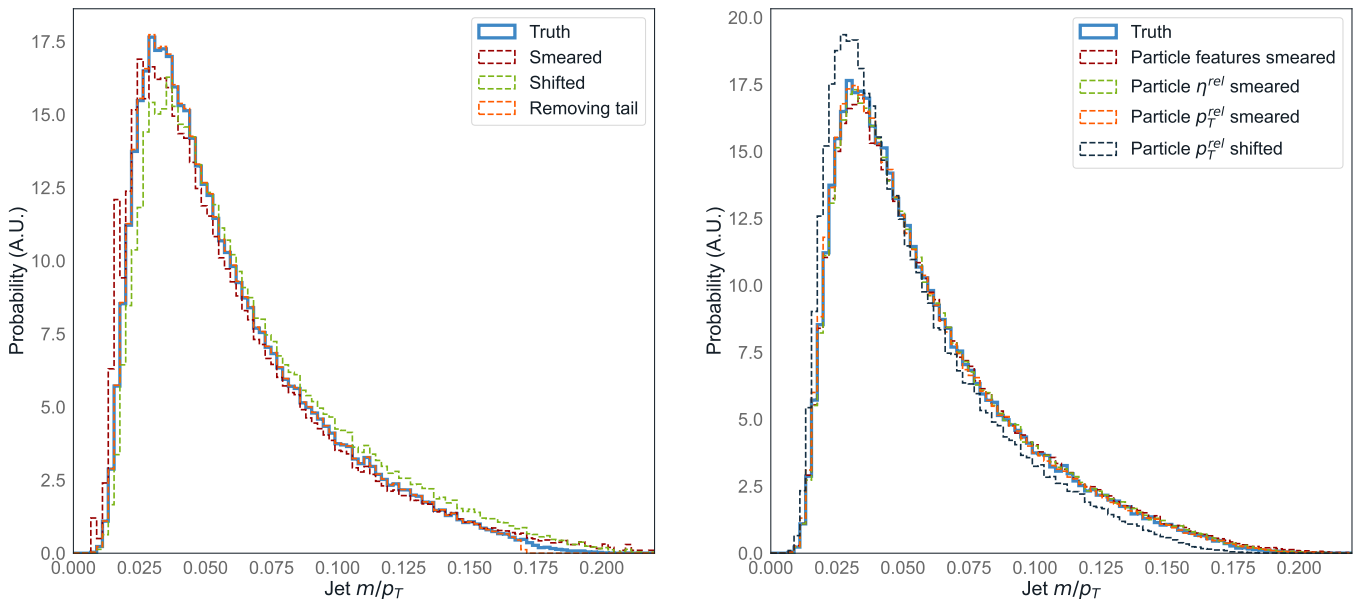 17.5
15.0
12.5
10.0
7.5
5.0
2.5
0.0
Probability (A.U.)
0.000 0.025 0.050 0.075 0.100 0.125 0.150 0.175 0.200
Jet m/p_T
Truth
Smeared
Shifted
Removing tail
20.0
17.5
15.0
12.5
10.0
7.5
5.0
2.5
0.0
Probability (A.U.)
0.000 0.025 0.050 0.075 0.100 0.125 0.150 0.175 0.200
Jet m/p_T
Truth
Particle features smeared
Particle η^rel smeared
Particle p_T^rel smeared
Particle p_T^rel shifted